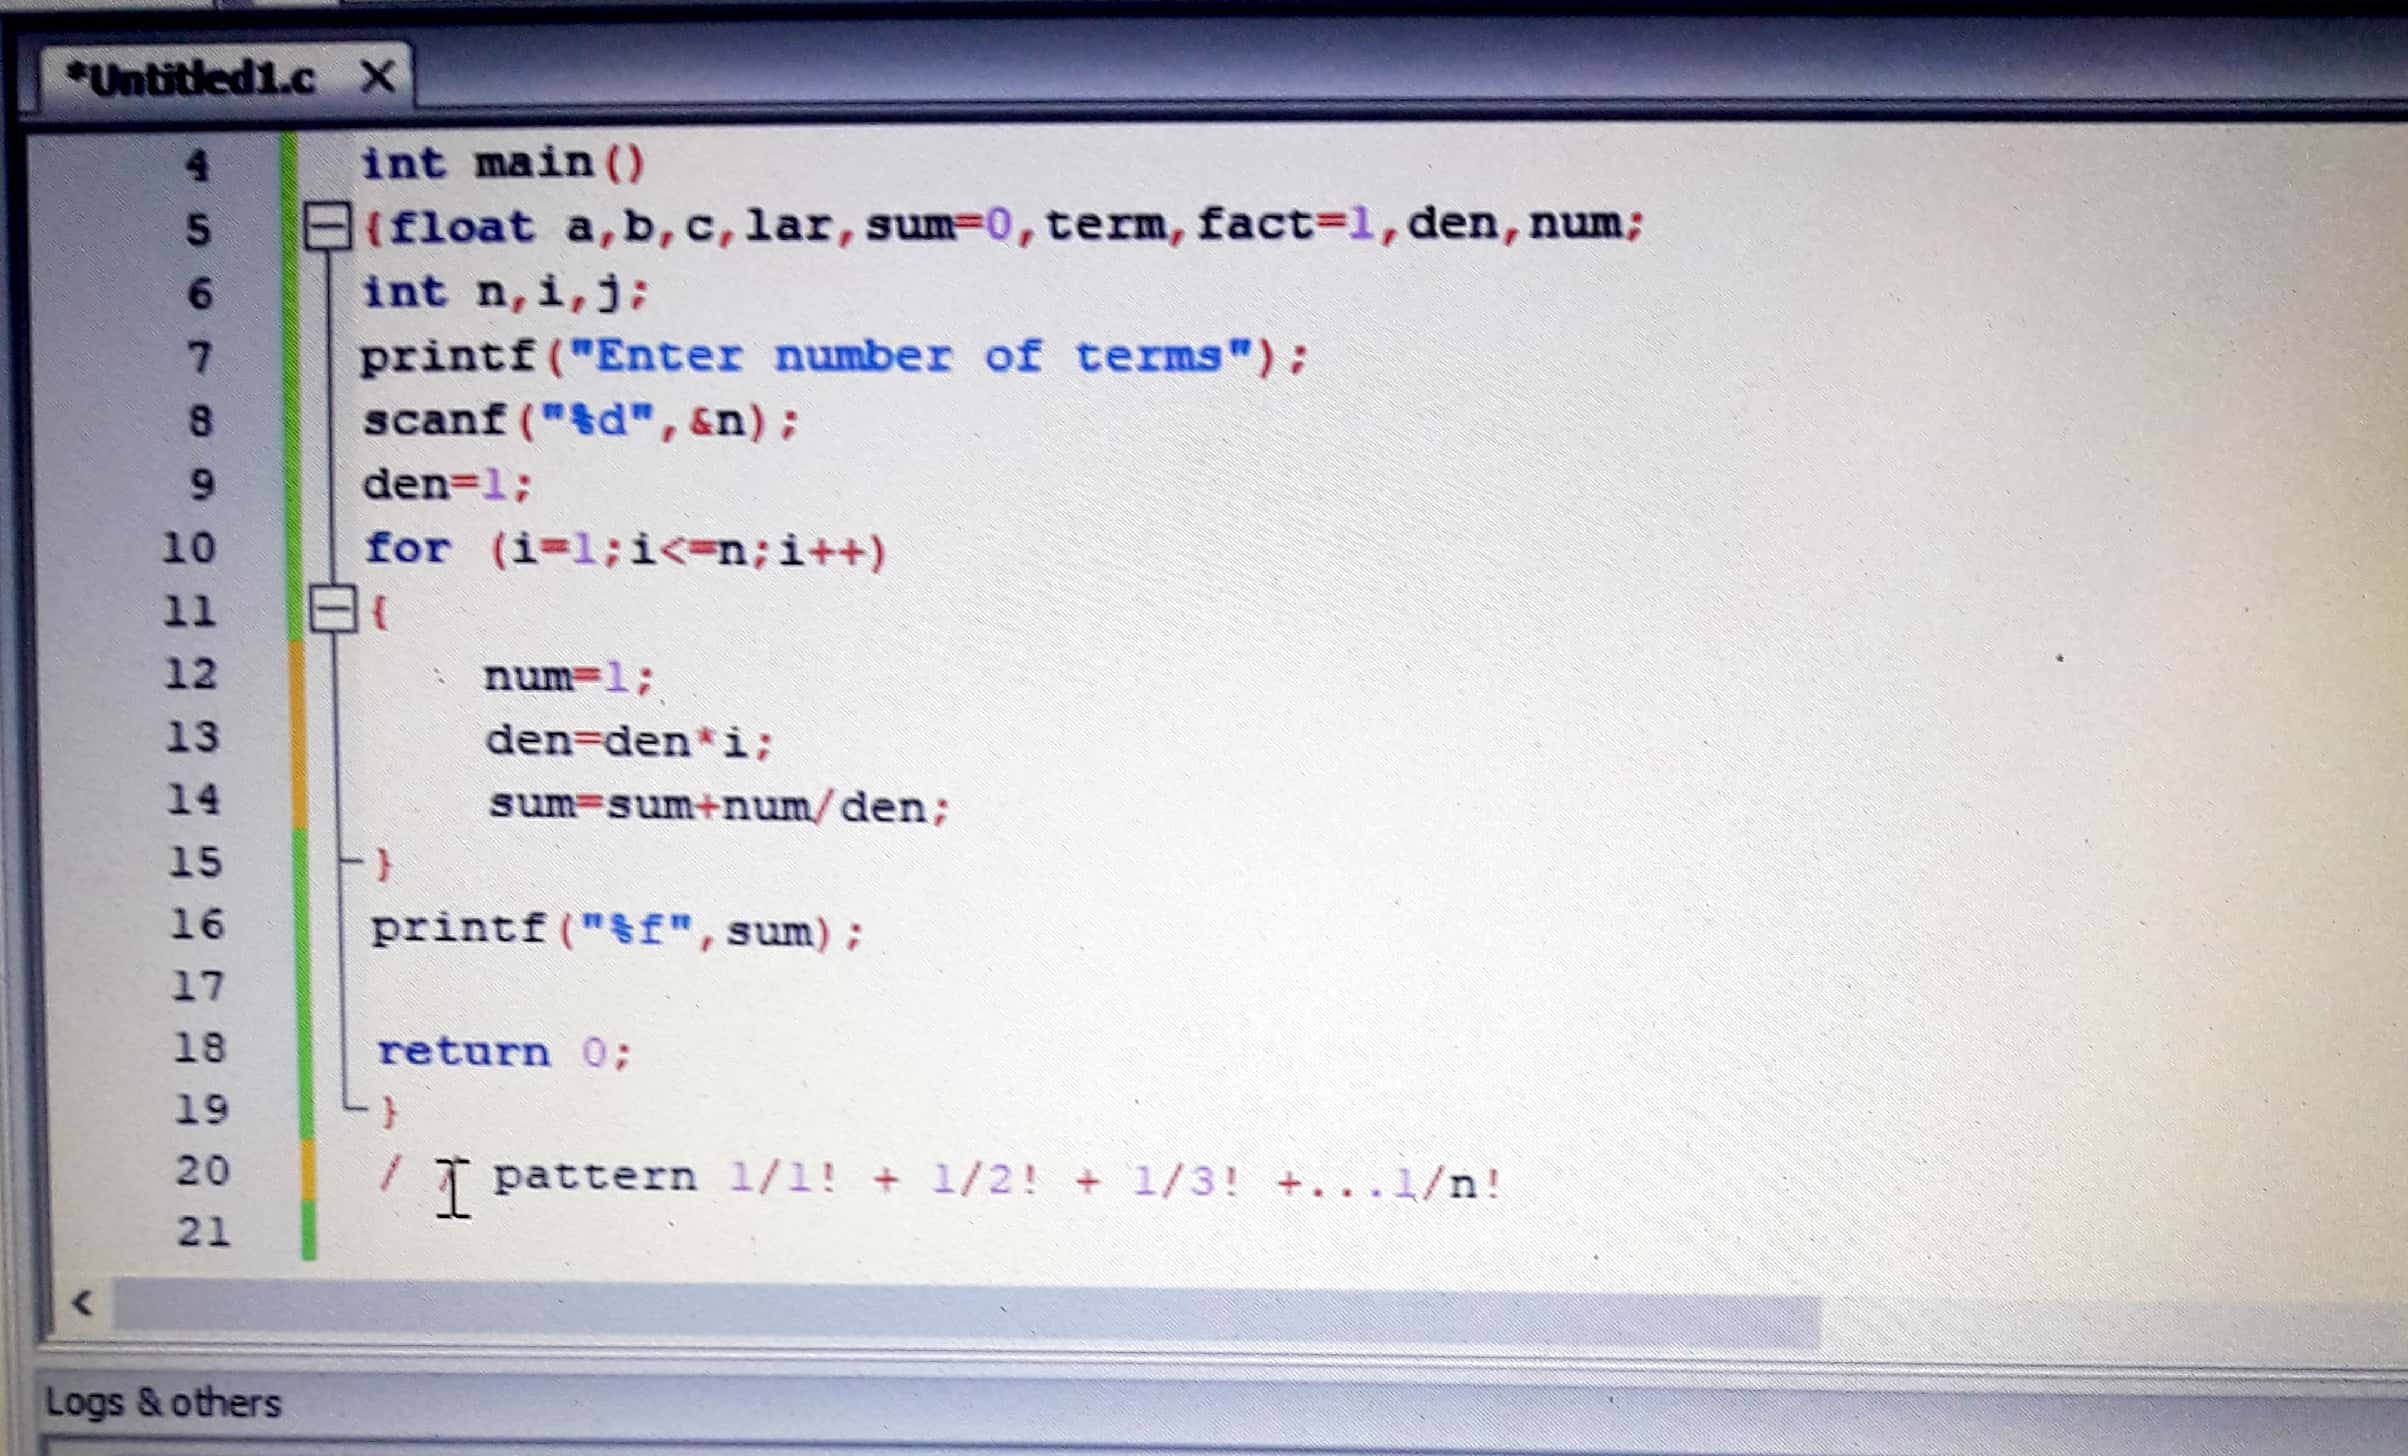 *Untitled1.c X
4 int main()
5 {float a,b,c,lar,sum=0,term,fact=1,den,num;
6 int n,i,j;
7 printf("Enter number of terms");
8 scanf("%d",&n);
9 den=1;
10 for (i=1;i<=n;i++)
11 {
12 num=1;
13 den=den*i;
14 sum=sum+num/den;
15 }
16 printf("%f",sum);
17
18 return 0;
19 }
20 / / pattern 1/1! + 1/2! + 1/3! +...1/n!
21
Logs & others